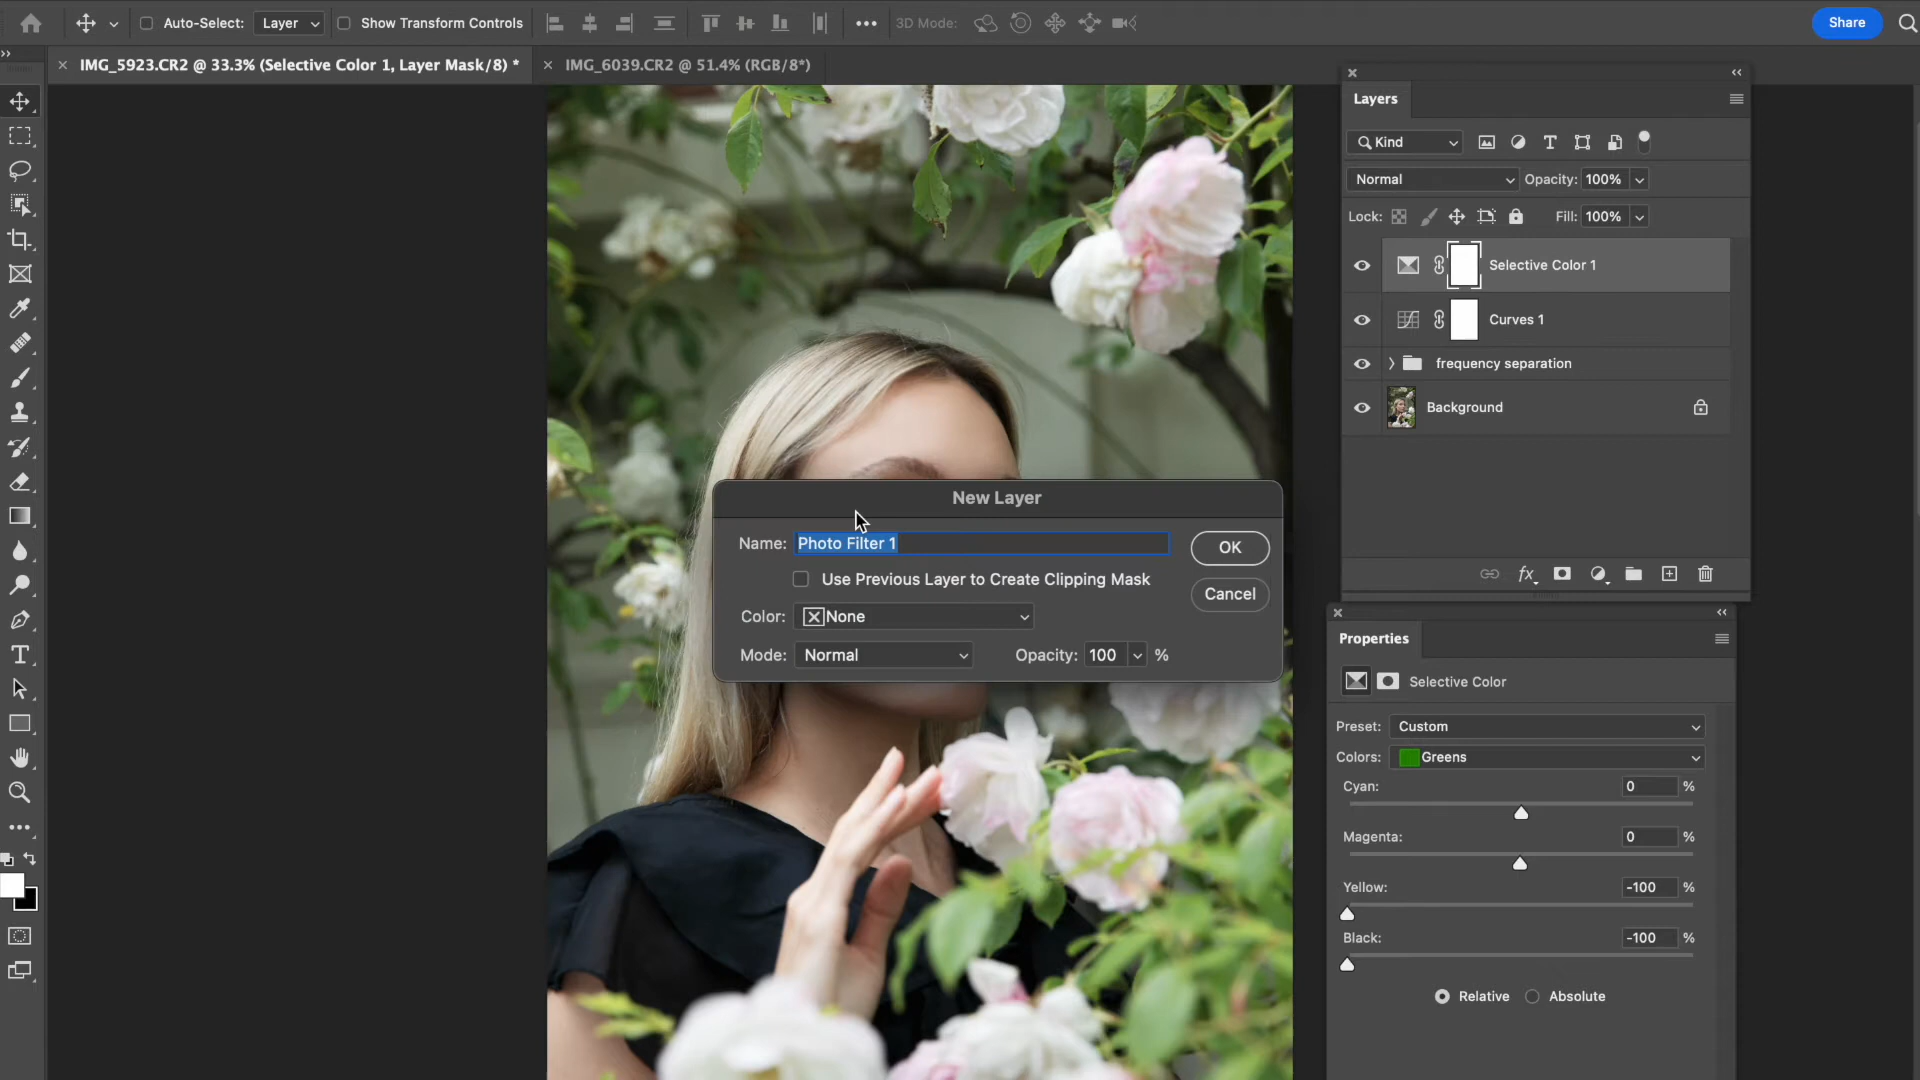 Auto-Select: Layer Show Transform Controls 3D Mode: Share
IMG_5923.CR2 @ 33.3% (Selective Color 1, Layer Mask/8) * IMG_6039.CR2 @ 51.4% (RGB/8*)
Layers
Kind
Normal Opacity: 100%
Lock: Fill: 100%
Selective Color 1
Curves 1
frequency separation
Background
fx
New Layer
Name: Photo Filter 1 OK
Use Previous Layer to Create Clipping Mask
Cancel
Color: None
Mode: Normal Opacity: 100 %
Properties
Selective Color
Preset: Custom
Colors: Greens
Cyan: 0 %
Magenta: 0 %
Yellow: -100 %
Black: -100 %
Relative Absolute